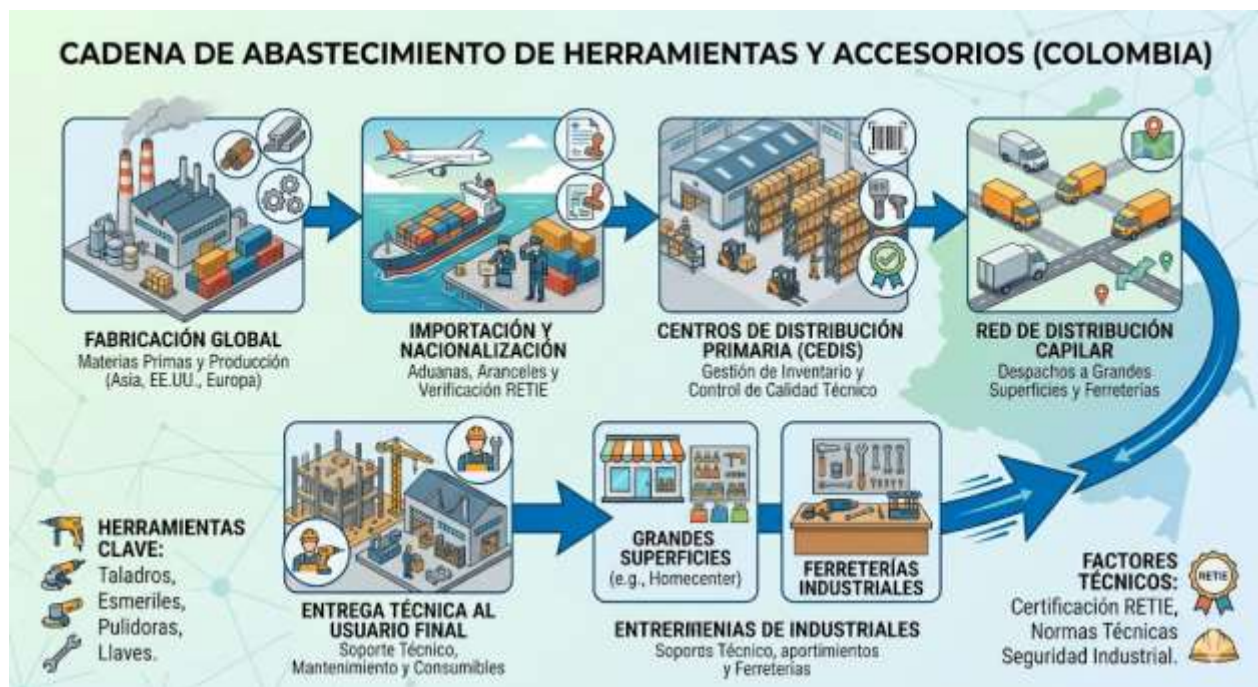 CADENA DE ABASTECIMIENTO DE HERRAMIENTAS Y ACCESORIOS (COLOMBIA)
FABRICACIÓN GLOBAL
Materias Primas y Producción
(Asia, EE.UU., Europa)
IMPORTACIÓN Y
NACIONALIZACIÓN
Aduanas, Aranceles y
Verificación RETIE
CENTROS DE DISTRIBUCIÓN
PRIMARIA (CEDIS)
Gestión de Inventario y
Control de Calidad Técnico
RED DE DISTRIBUCIÓN
CAPILAR
Despachos a Grandes
Superficies y Ferreterías
HERRAMIENTAS
CLAVE:
Taladros,
Esmeriles,
Pulidoras,
Llaves.
ENTREGA TÉCNICA AL
USUARIO FINAL
Soporte Técnico,
Mantenimiento y Consumibles
GRANDES
SUPERFICIES
(e.g., Homecenter)
FERRETERÍAS
INDUSTRIALES
ENTRERMENIAS DE INDUSTRIALES
Soporōs Técnico, aportimientos
y Ferreterías
FACTORES
TÉCNICOS:
RETIE
Certificación RETIE,
Normas Técnicas
Seguridad Industrial.